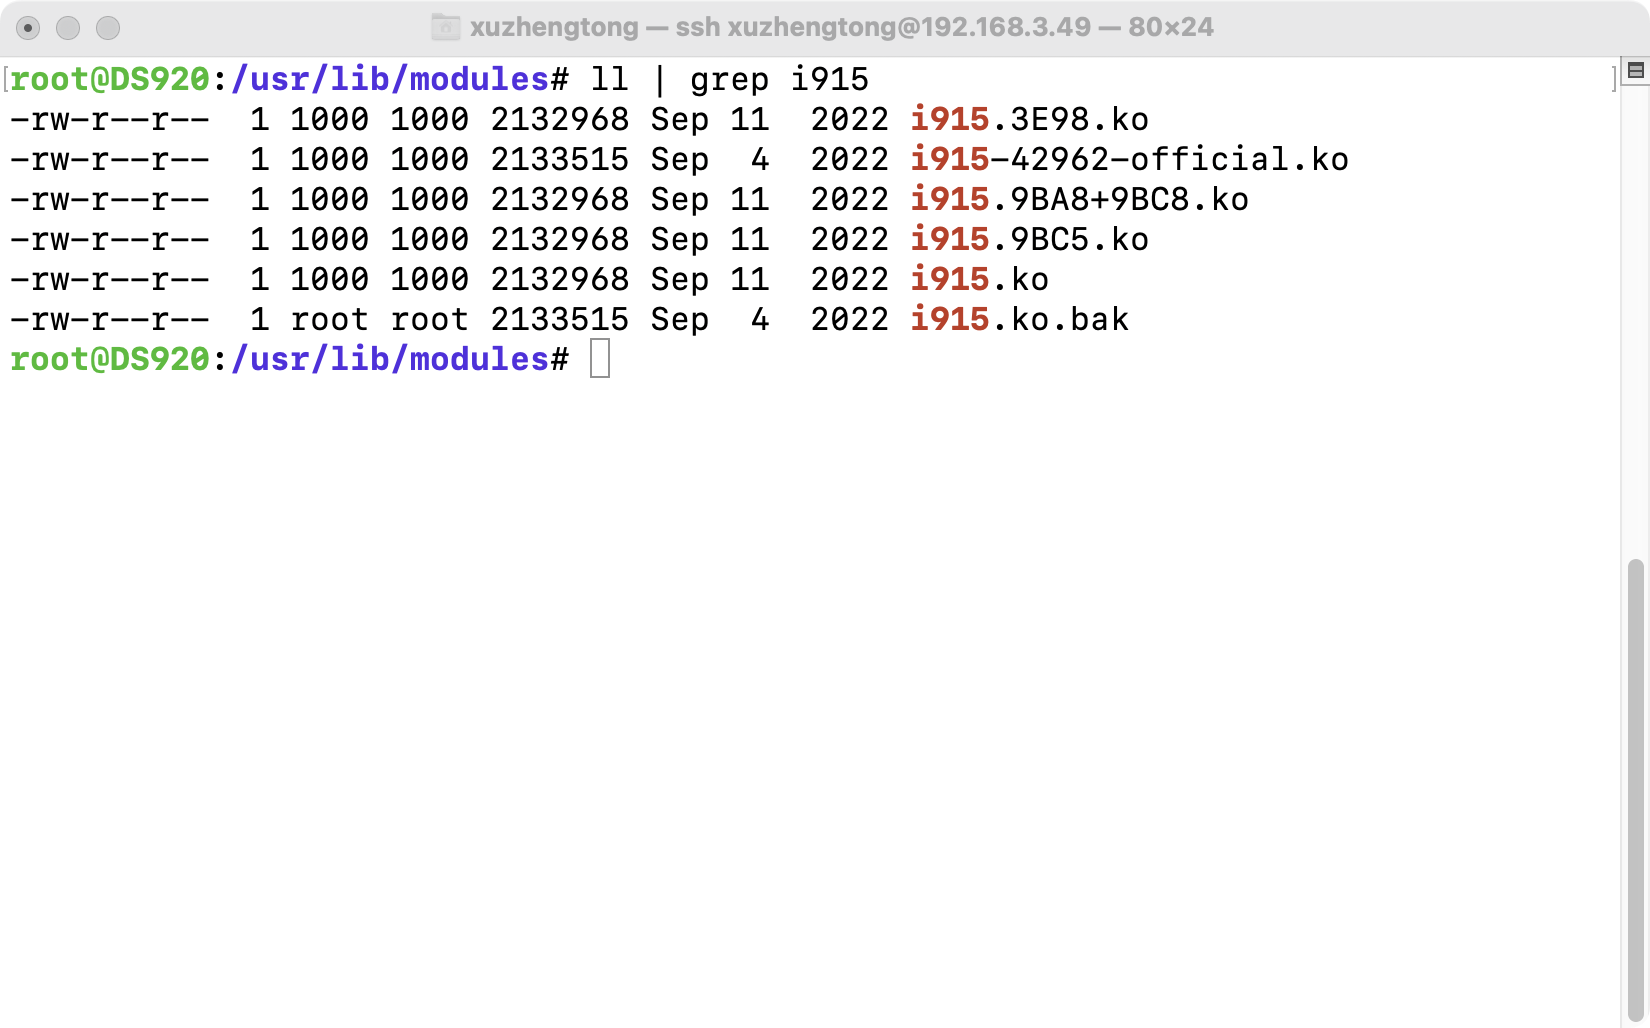 xuzhengtong — ssh xuzhengtong@192.168.3.49 — 80×24
[root@DS920:/usr/lib/modules# ll | grep i915 ]
-rw-r--r--  1 1000 1000 2132968 Sep 11  2022 i915.3E98.ko
-rw-r--r--  1 1000 1000 2133515 Sep  4  2022 i915-42962-official.ko
-rw-r--r--  1 1000 1000 2132968 Sep 11  2022 i915.9BA8+9BC8.ko
-rw-r--r--  1 1000 1000 2132968 Sep 11  2022 i915.9BC5.ko
-rw-r--r--  1 1000 1000 2132968 Sep 11  2022 i915.ko
-rw-r--r--  1 root root 2133515 Sep  4  2022 i915.ko.bak
root@DS920:/usr/lib/modules#